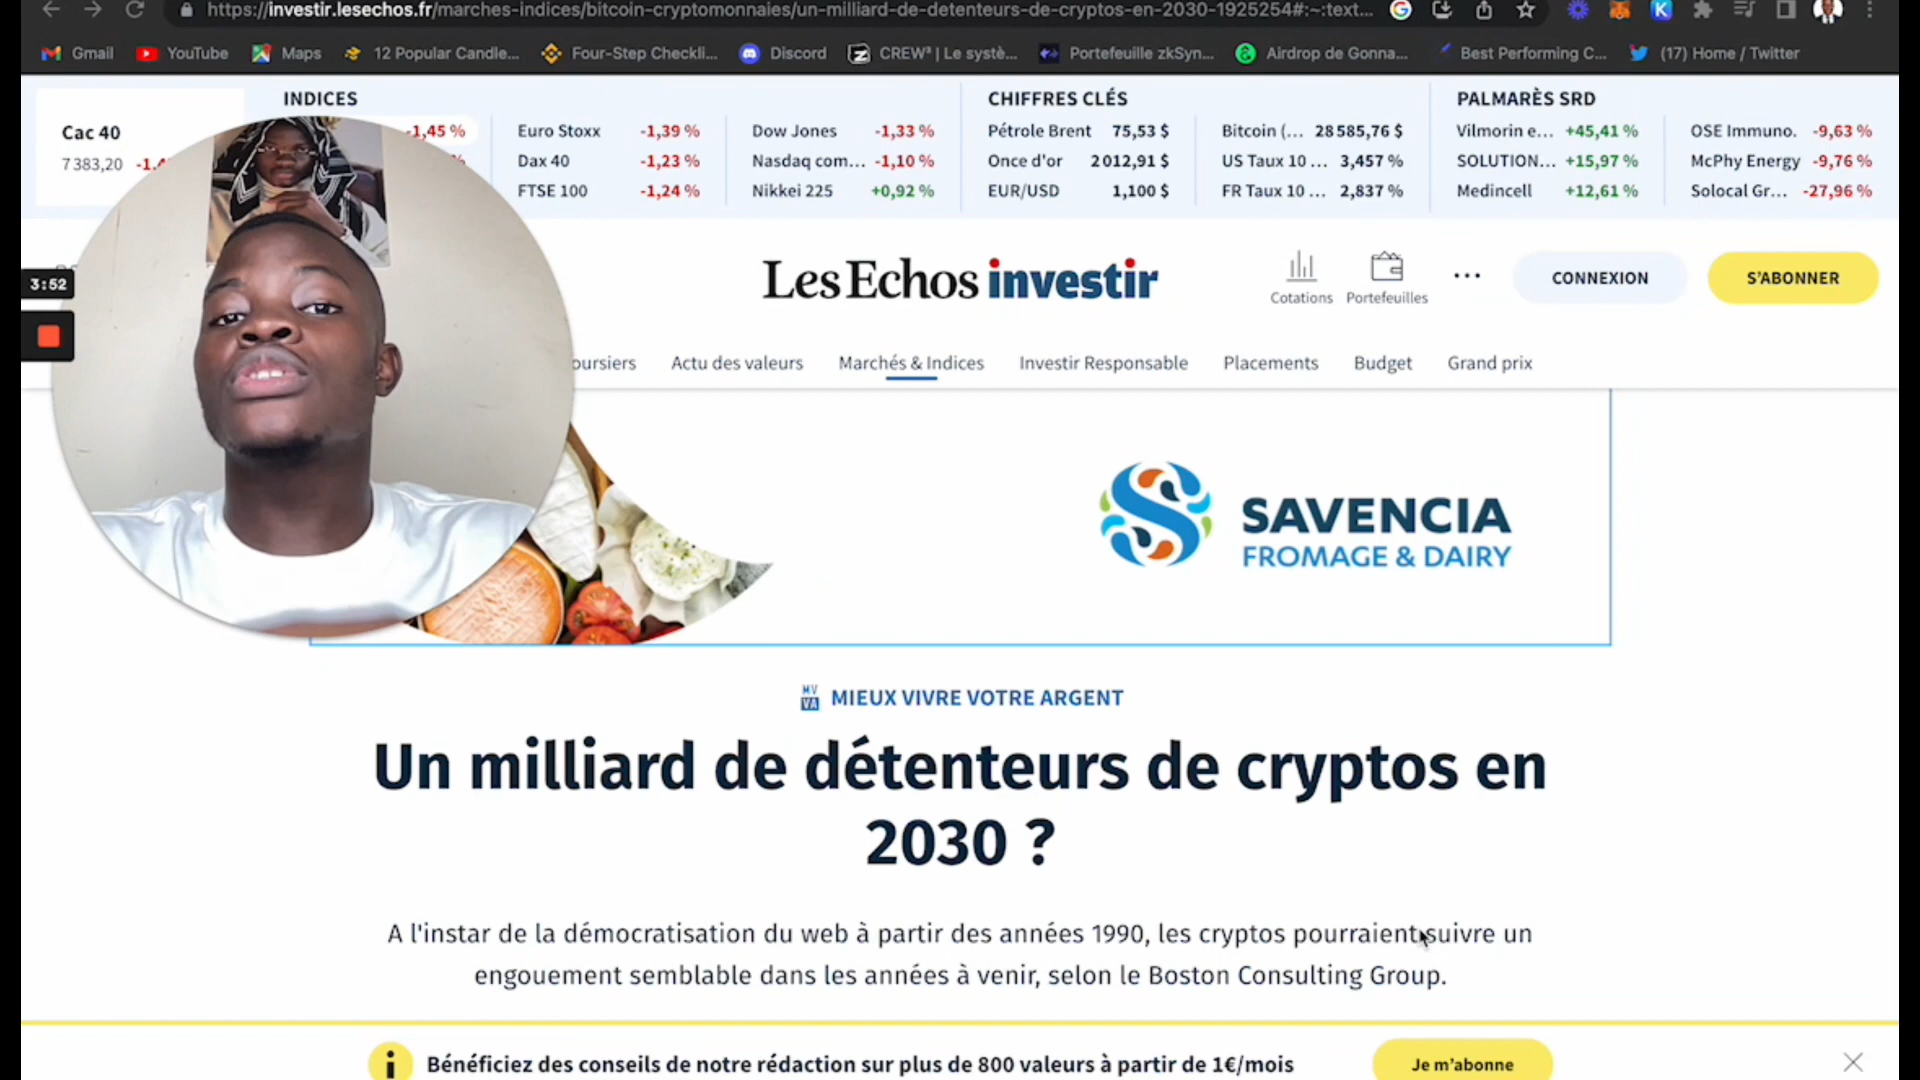 https://investir.lesechos.fr/marches-indices/bitcoin-cryptomonnaies/un-milliard-de-detenteurs-de-cryptos-en-2030-1925254#:~:text...
Gmail YouTube Maps 12 Popular Candle... Four-Step Checkli... Discord CREW³ | Le systè... Portefeuille zkSyn... Airdrop de Gonna... Best Performing C... (17) Home / Twitter
INDICES CHIFFRES CLÉS PALMARÈS SRD
Cac 40 -1,45 % Euro Stoxx -1,39 % Dow Jones -1,33 % Pétrole Brent 75,53 $ Bitcoin (... 28 585,76 $ Vilmorin e... +45,41 % OSE Immuno. -9,63 %
7 383,20 Dax 40 -1,23 % Nasdaq com... -1,10 % Once d'or 2 012,91 $ US Taux 10 ... 3,457 % SOLUTION... +15,97 % McPhy Energy -9,76 %
FTSE 100 -1,24 % Nikkei 225 +0,92 % EUR/USD 1,100 $ FR Taux 10 ... 2,837 % Medincell +12,61 % Solocal Gr... -27,96 %
3:52
Les Echos investir
Cotations Portefeuilles ... CONNEXION S'ABONNER
oursiers Actu des valeurs Marchés & Indices Investir Responsable Placements Budget Grand prix
SAVENCIA
FROMAGE & DAIRY
MV VA MIEUX VIVRE VOTRE ARGENT
Un milliard de détenteurs de cryptos en
2030 ?
A l'instar de la démocratisation du web à partir des années 1990, les cryptos pourraient suivre un
engouement semblable dans les années à venir, selon le Boston Consulting Group.
Bénéficiez des conseils de notre rédaction sur plus de 800 valeurs à partir de 1€/mois Je m'abonne